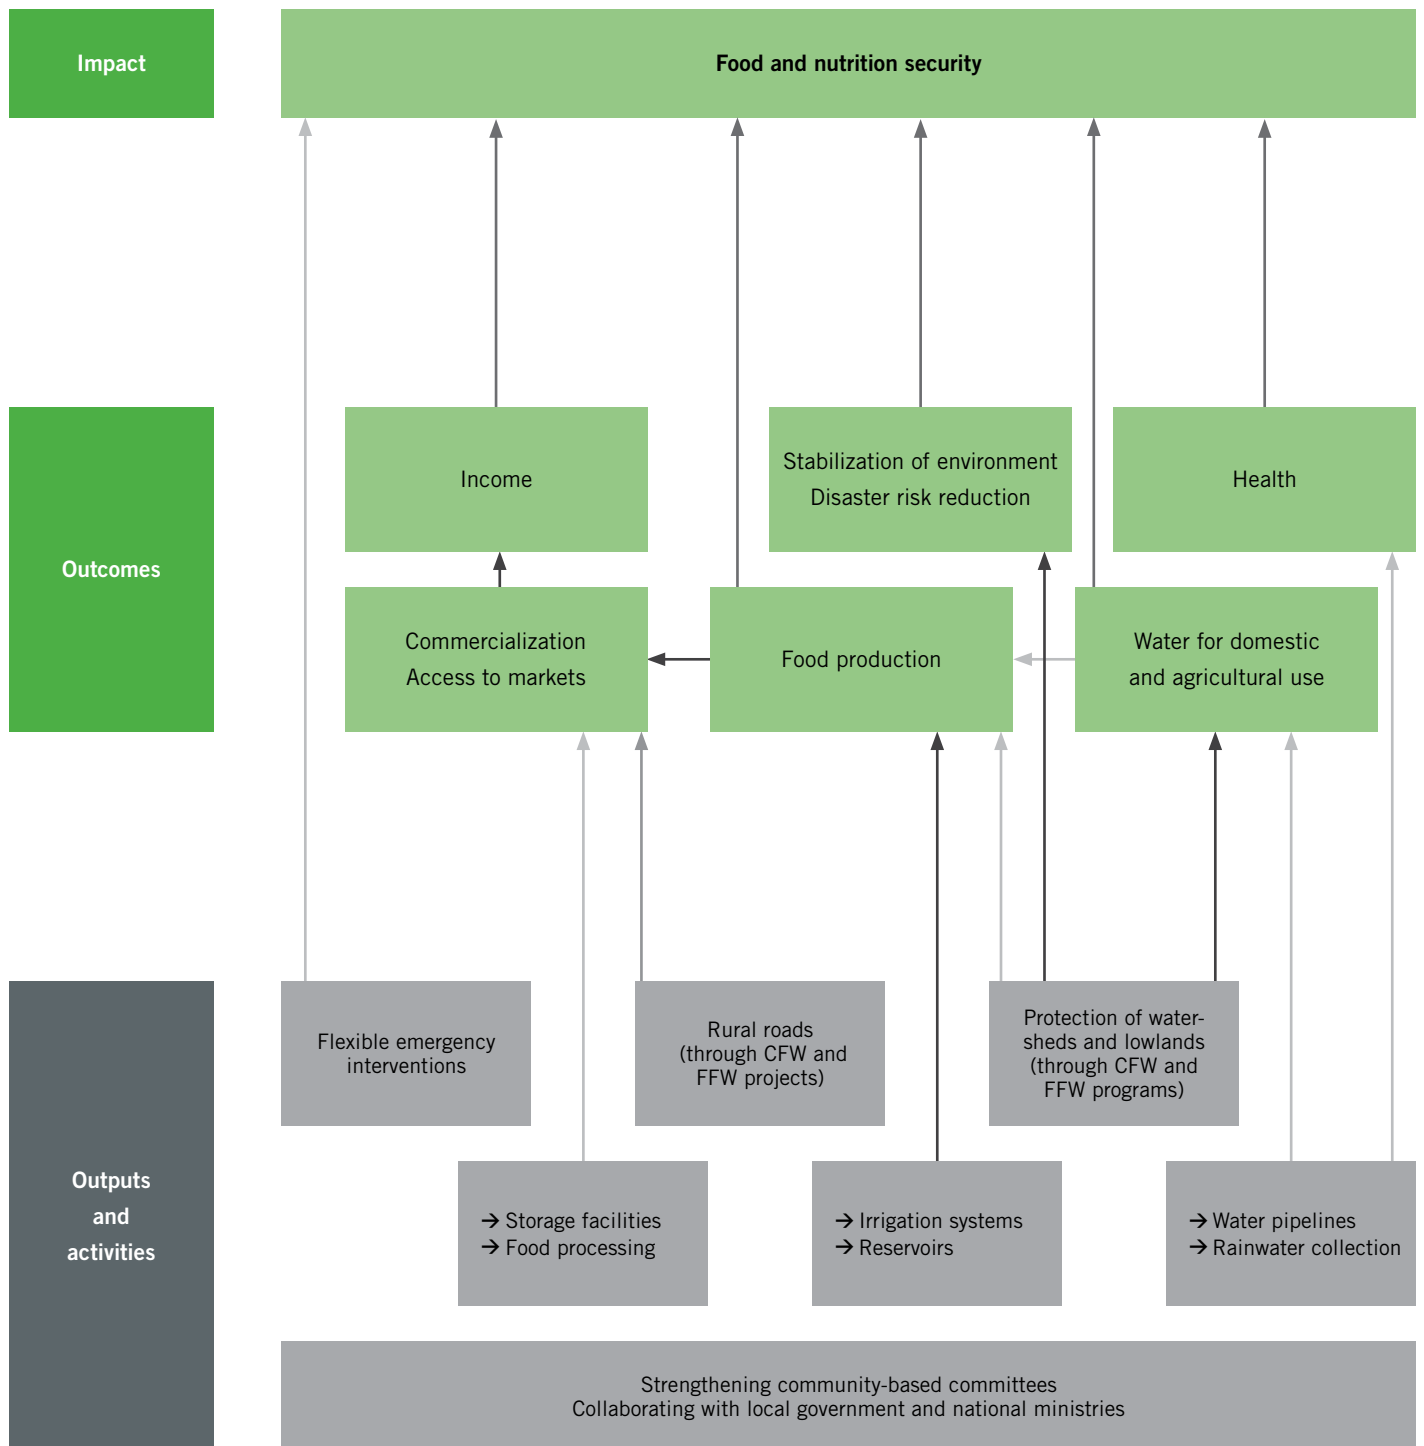 Impact
Food and nutrition security
Outcomes
Income
Stabilization of environment
Disaster risk reduction
Health
Commercialization
Access to markets
Food production
Water for domestic
and agricultural use
Outputs
and
activities
Flexible emergency
interventions
Rural roads
(through CFW and
FFW projects)
Protection of water-
sheds and lowlands
(through CFW and
FFW programs)
→ Storage facilities
→ Food processing
→ Irrigation systems
→ Reservoirs
→ Water pipelines
→ Rainwater collection
Strengthening community-based committees
Collaborating with local government and national ministries